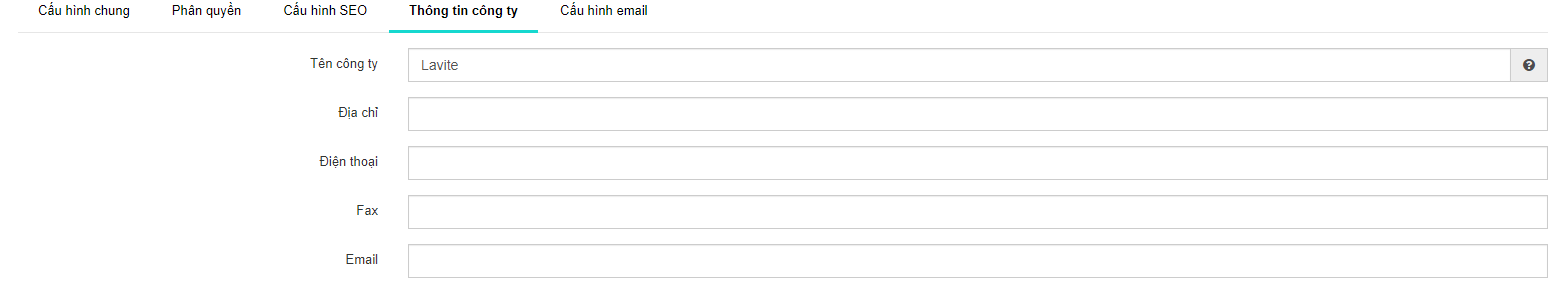 Cấu hình chung Phân quyền Cấu hình SEO Thông tin công ty Cấu hình email
Tên công ty Lavite
Địa chỉ
Điện thoại
Fax
Email